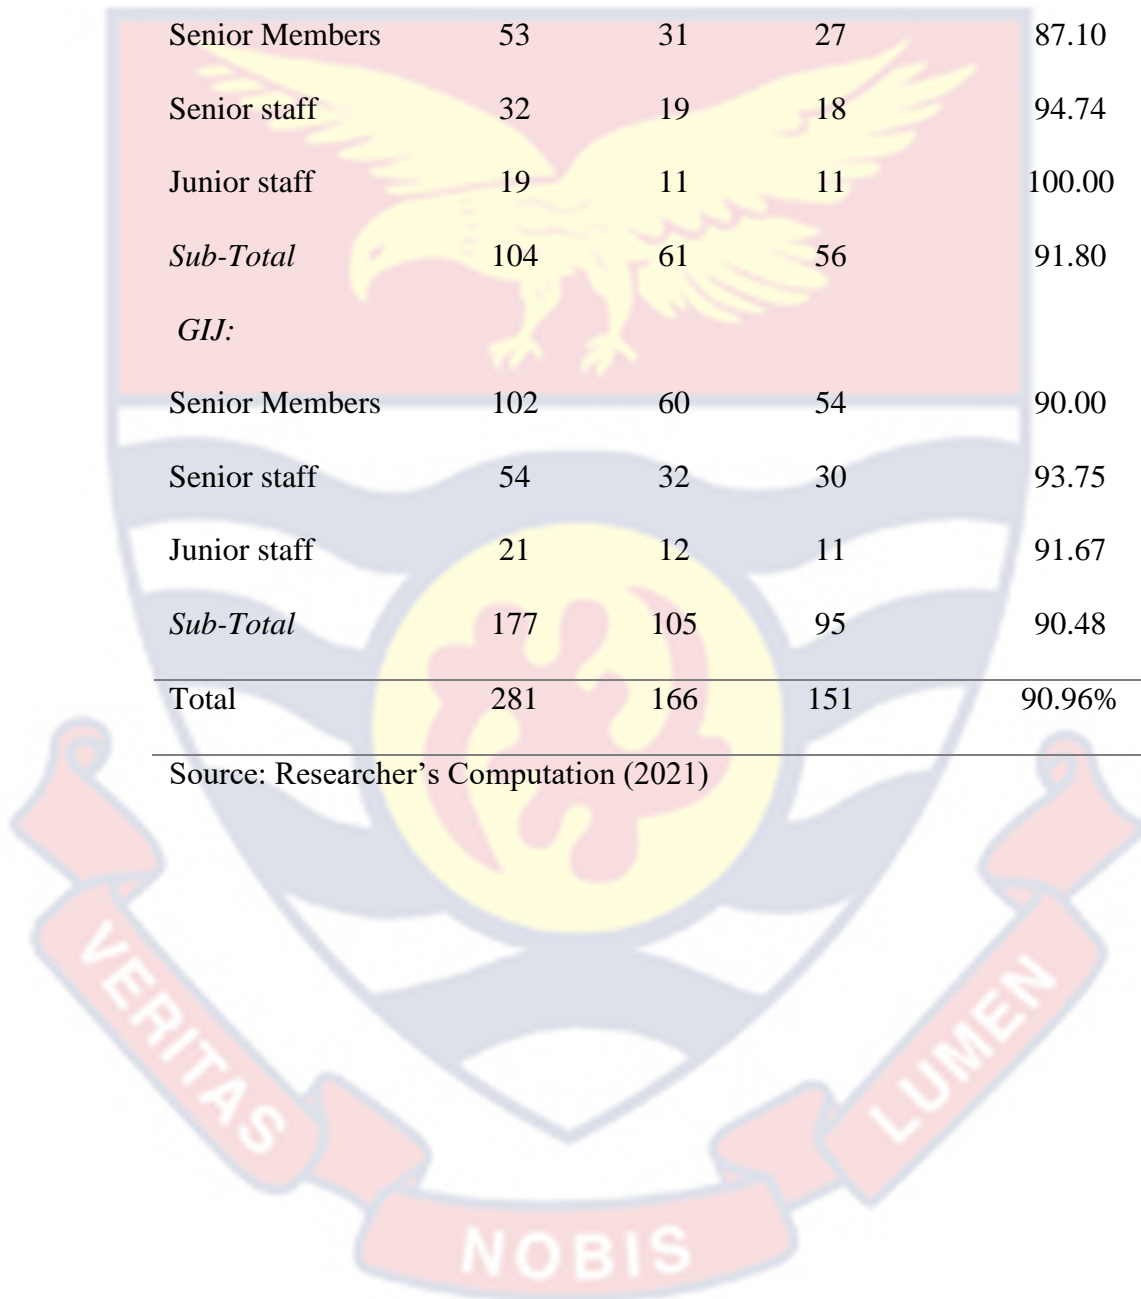 Senior Members 53 31 27 87.10
Senior staff 32 19 18 94.74
Junior staff 19 11 11 100.00
Sub-Total 104 61 56 91.80
GIJ:
Senior Members 102 60 54 90.00
Senior staff 54 32 30 93.75
Junior staff 21 12 11 91.67
Sub-Total 177 105 95 90.48
Total 281 166 151 90.96%
Source: Researcher’s Computation (2021)
VERITAS
NOBIS
LUMEN